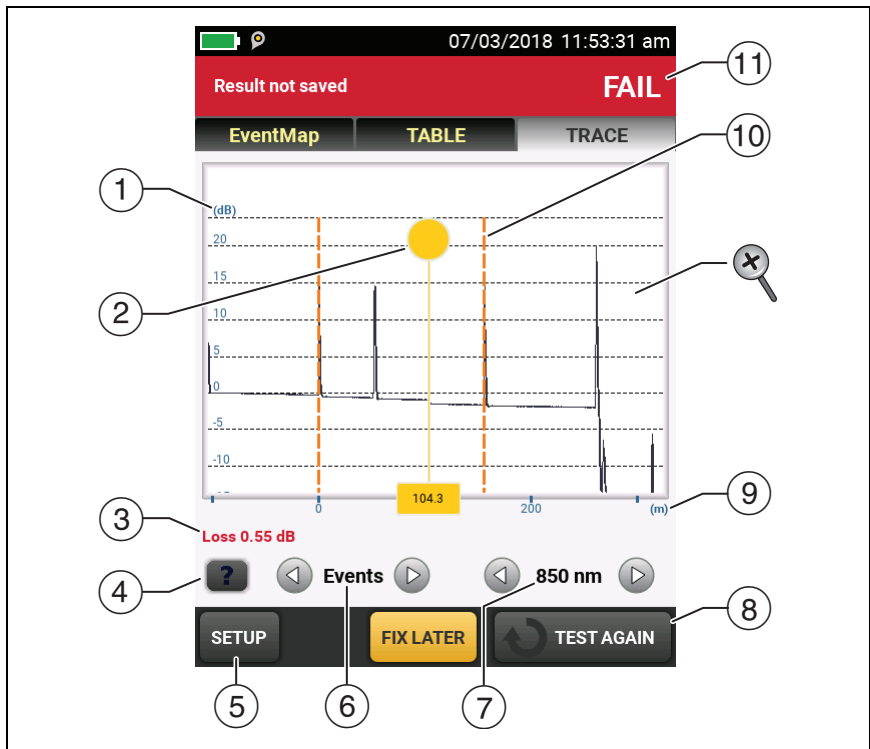 07/03/2018 11:53:31 am
11
Result not saved
FAIL
EventMap
TABLE
TRACE
10
1
(dB)
20
2
15
10
5
0
-5
-10
104.3
0
200
(m)
9
3
Loss 0.55 dB
4
?
Events
850 nm
8
SETUP
FIX LATER
TEST AGAIN
5
6
7